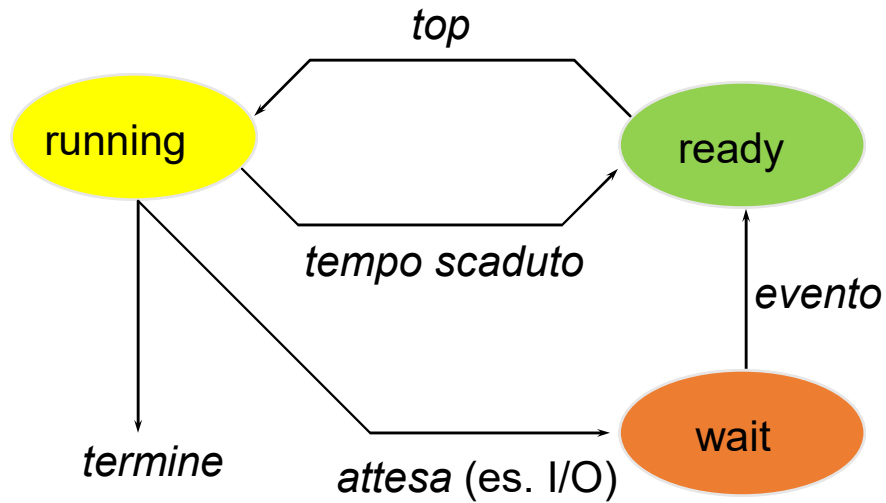 top
running
ready
tempo scaduto
evento
wait
termine
attesa (es. I/O)